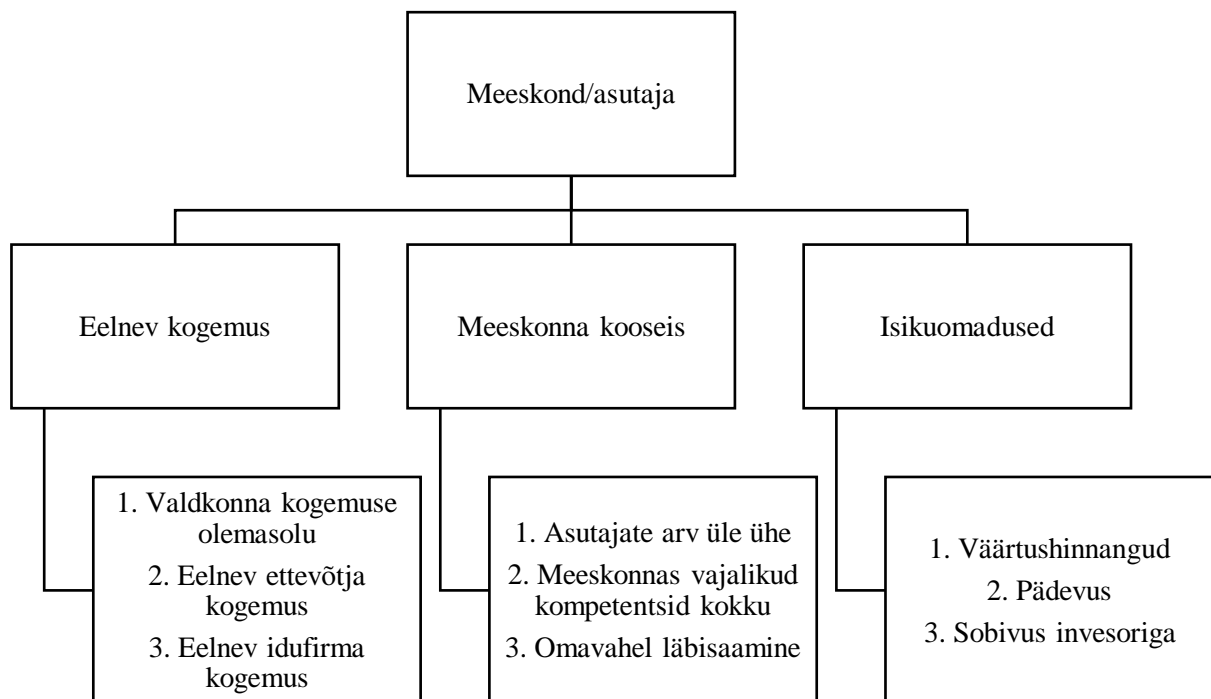 Meeskond/asutaja
Eelnev kogemus
Meeskonna kooseis
Isikuomadused
1. Valdkonna kogemuse
olemasolu
2. Eelnev ettevõtja
kogemus
3. Eelnev idufirma
kogemus
1. Asutajate arv üle ühe
2. Meeskonnas vajalikud
kompetentsid kokku
3. Omavahel läbisaamine
1. Väärtushinnangud
2. Pädevus
3. Sobivus invesoriga